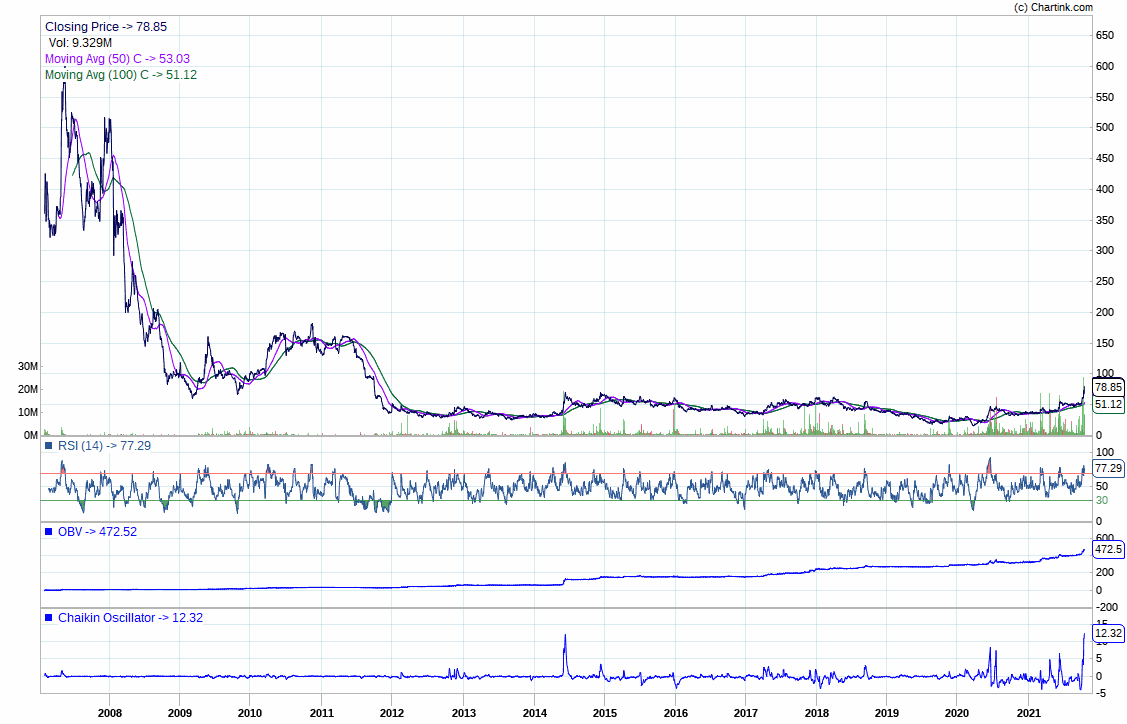 (c) Chartink.com
Closing Price -> 78.85
Vol: 9.329M
Moving Avg (50) C -> 53.03
Moving Avg (100) C -> 51.12
650
600
550
500
450
400
350
300
250
200
150
100
78.85
51.12
0
30M
20M
10M
0M
RSI (14) -> 77.29
100
77.29
50
30
0
OBV -> 472.52
600
472.5
200
0
-200
Chaikin Oscillator -> 12.32
15
12.32
5
0
-5
2008 2009 2010 2011 2012 2013 2014 2015 2016 2017 2018 2019 2020 2021